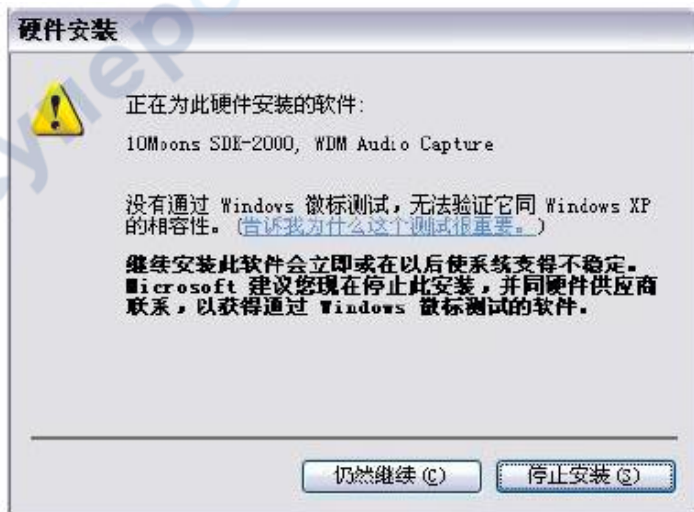 硬件安装
正在为此硬件安装的软件:
10Moons SDK-2000, WDM Audio Capture
没有通过 Windows 徽标测试，无法验证它同 Windows XP
的相容性。(告诉我为什么这个测试很重要。)
继续安装此软件会立即或在以后使系统变得不稳定。
Microsoft 建议您现在停止此安装，并同硬件供应商
联系，以获得通过 Windows 徽标测试的软件。
仍然继续(C)
停止安装(S)